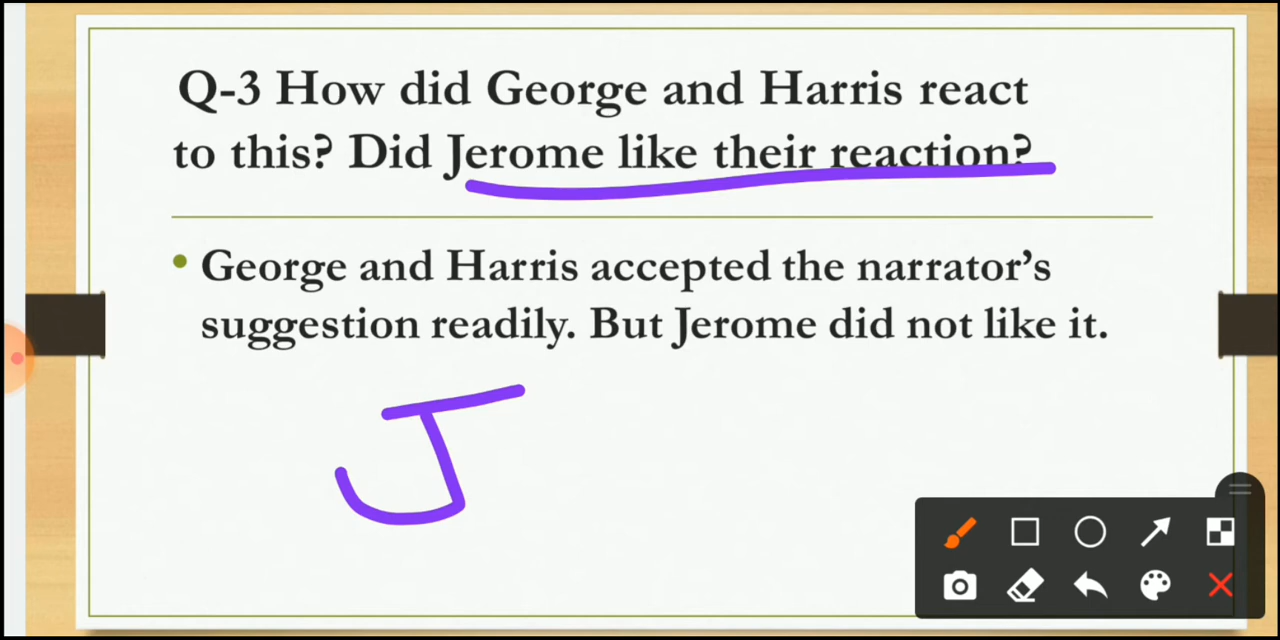 Q-3 How did George and Harris react
to this? Did Jerome like their reaction?
• George and Harris accepted the narrator’s
suggestion readily. But Jerome did not like it.
J